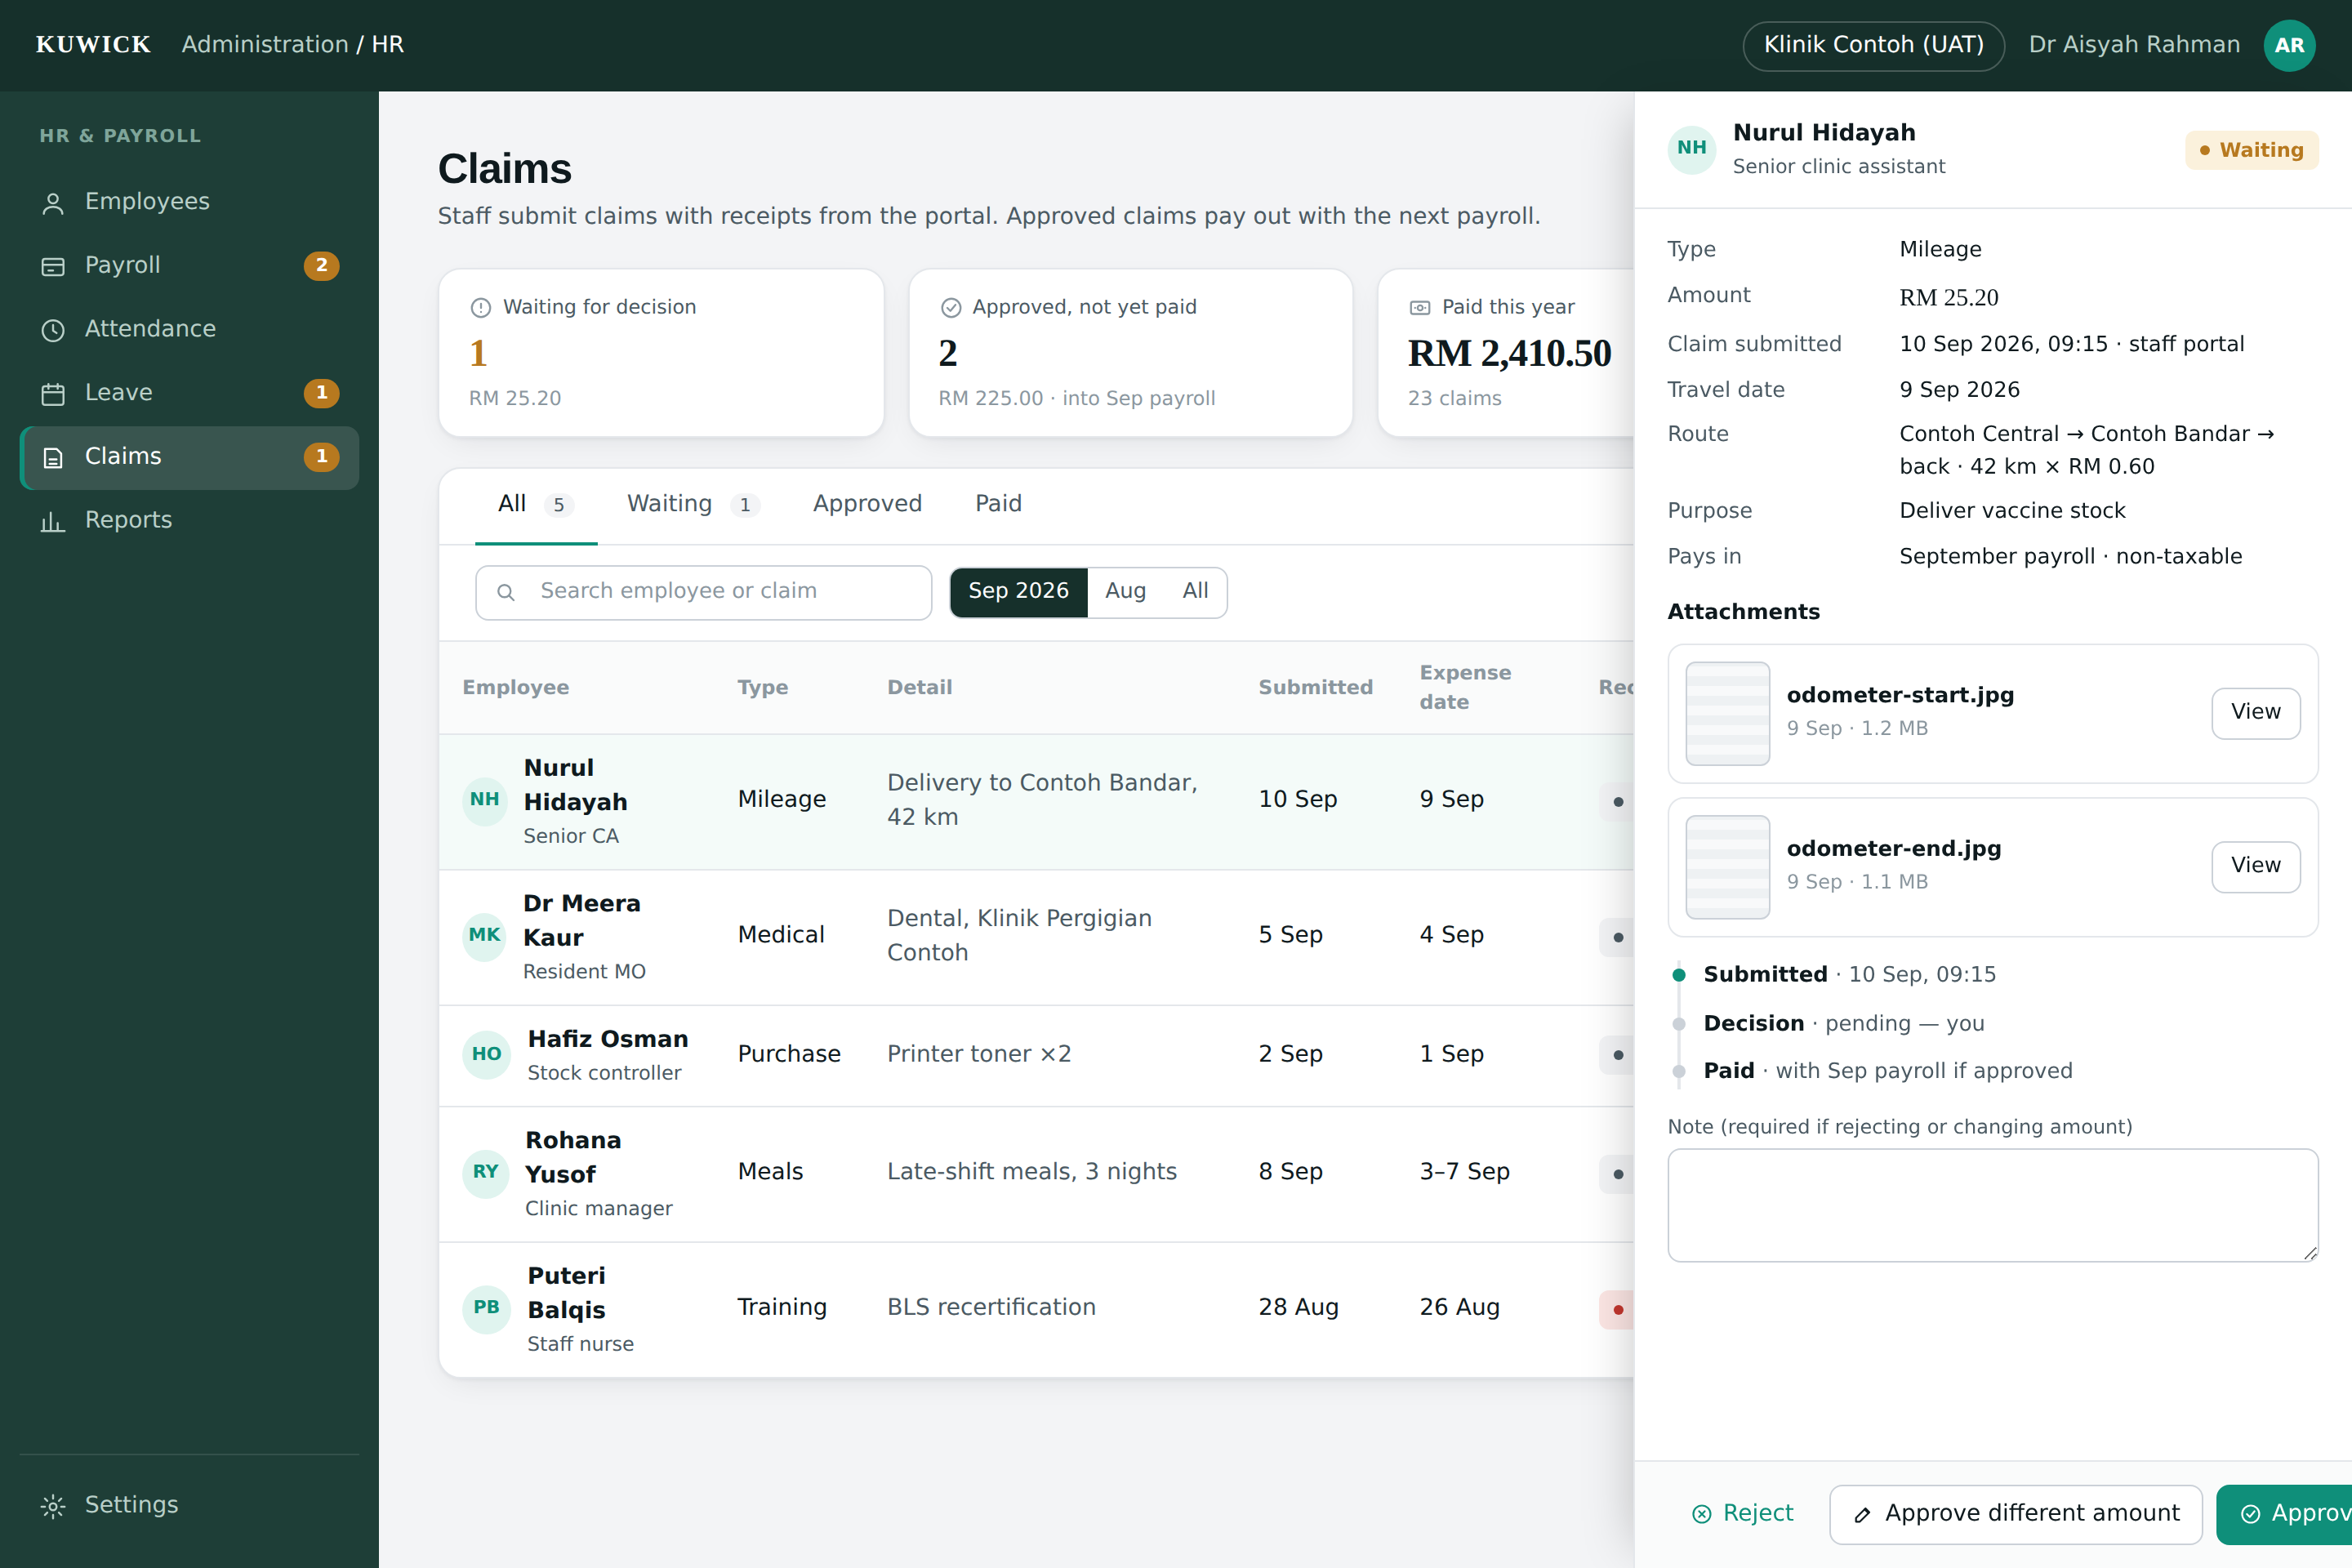 KUWICK Administration / HR Klinik Contoh (UAT) Dr Aisyah Rahman AR
HR & PAYROLL
Employees
Payroll 2
Attendance
Leave 1
Claims 1
Reports
Settings
Claims
Staff submit claims with receipts from the portal. Approved claims pay out with the next payroll.
Waiting for decision
1
RM 25.20
Approved, not yet paid
2
RM 225.00 · into Sep payroll
Paid this year
RM 2,410.50
23 claims
All 5 Waiting 1 Approved Paid
Search employee or claim Sep 2026 Aug All
Employee Type Detail Submitted Expense
date
NH Nurul
Hidayah
Senior CA
Mileage
Delivery to Contoh Bandar,
42 km
10 Sep 9 Sep
MK Dr Meera
Kaur
Resident MO
Medical
Dental, Klinik Pergigian
Contoh
5 Sep 4 Sep
HO Hafiz Osman
Stock controller
Purchase Printer toner ×2 2 Sep 1 Sep
RY Rohana
Yusof
Clinic manager
Meals Late-shift meals, 3 nights 8 Sep 3–7 Sep
PB Puteri
Balqis
Staff nurse
Training BLS recertification 28 Aug 26 Aug
NH Nurul Hidayah
Senior clinic assistant
Waiting
Type Mileage
Amount RM 25.20
Claim submitted 10 Sep 2026, 09:15 · staff portal
Travel date 9 Sep 2026
Route Contoh Central → Contoh Bandar →
back · 42 km × RM 0.60
Purpose Deliver vaccine stock
Pays in September payroll · non-taxable
Attachments
odometer-start.jpg
9 Sep · 1.2 MB
View
odometer-end.jpg
9 Sep · 1.1 MB
View
Submitted · 10 Sep, 09:15
Decision · pending — you
Paid · with Sep payroll if approved
Note (required if rejecting or changing amount)
Reject Approve different amount